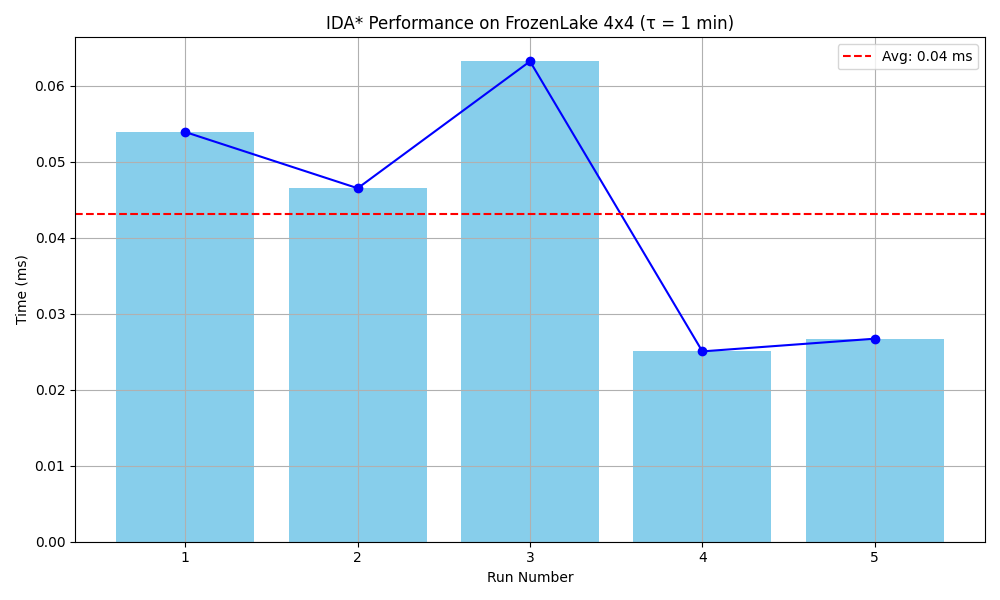 IDA* Performance on FrozenLake 4x4 (τ = 1 min)
Avg: 0.04 ms
0.06
0.05
0.04
0.03
0.02
0.01
0.00
Time (ms)
1 2 3 4 5
Run Number